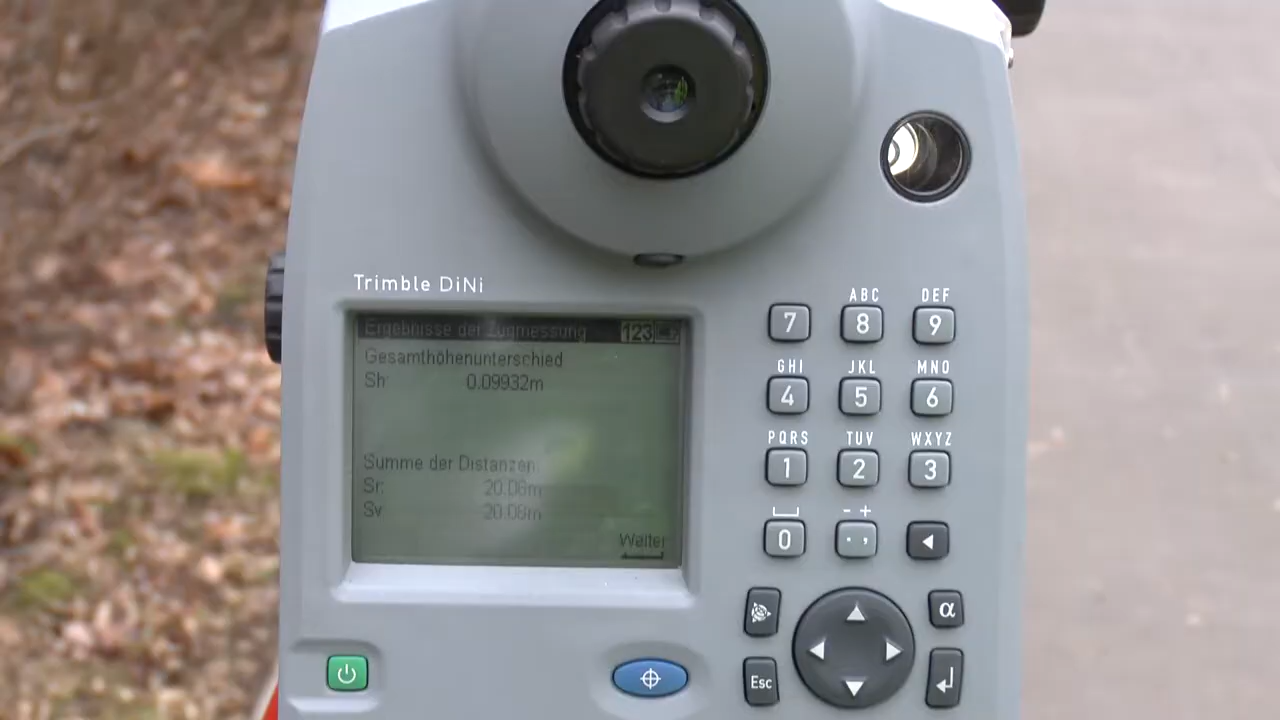 Trimble DiNi
Ergebnisse der Zugmessung 123
Gesamthöhenunterschied
Sh: 0.09932m
Summe der Distanzen
Sr: 20.08m
Sv 20.08m
Weiter
ABC DEF
7 8 9
GHI JKL MNO
4 5 6
PQRS TUV WXYZ
1 2 3
- +
0 . ,
α
Esc